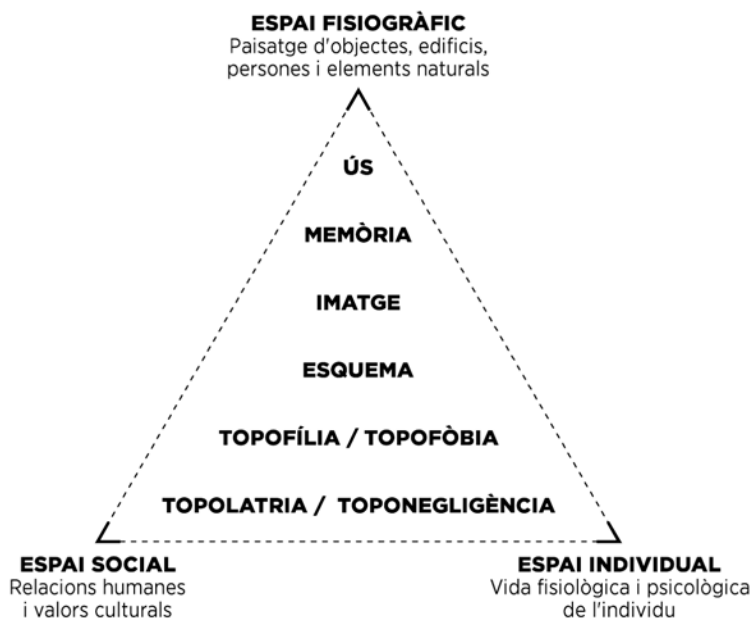 ESPAI FISIOGRÀFIC
Paisatge d'objectes, edificis,
persones i elements naturals
ÚS
MEMÒRIA
IMATGE
ESQUEMA
TOPOFÍLIA / TOPOFÒBIA
TOPOLATRIA / TOPONEGLIGÈNCIA
ESPAI SOCIAL
Relacions humanes
i valors culturals
ESPAI INDIVIDUAL
Vida fisiològica i psicològica
de l'individu